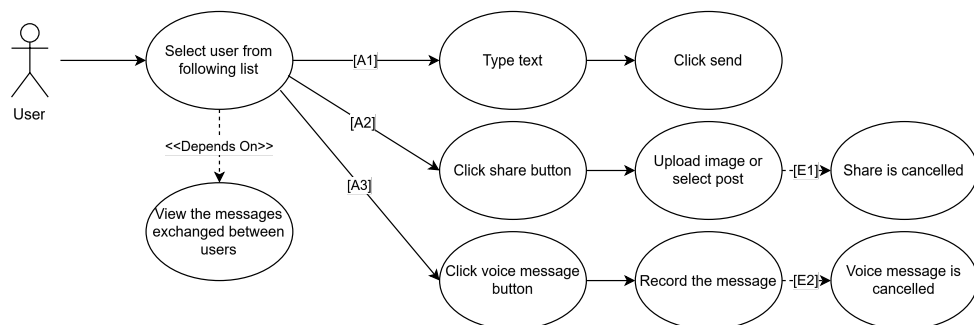 User
Select user from
following list
<<Depends On>>
View the messages
exchanged between
users
[A1]
Type text
Click send
[A2]
Click share button
Upload image or
select post
[E1]
Share is cancelled
[A3]
Click voice message
button
Record the message
[E2]
Voice message is
cancelled